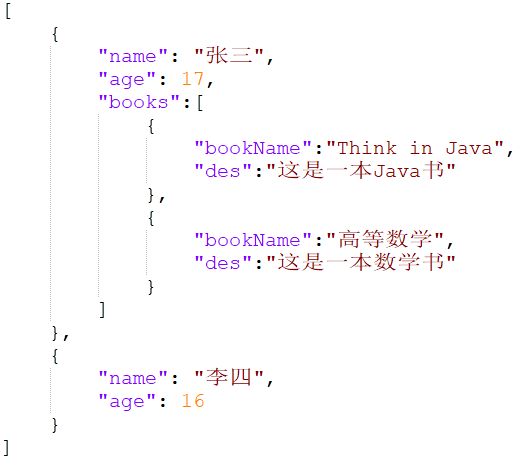 [
    {
        "name": "张三",
        "age": 17,
        "books":[
            {
                "bookName":"Think in Java",
                "des":"这是一本Java书"
            },
            {
                "bookName":"高等数学",
                "des":"这是一本数学书"
            }
        ]
    },
    {
        "name": "李四",
        "age": 16
    }
]